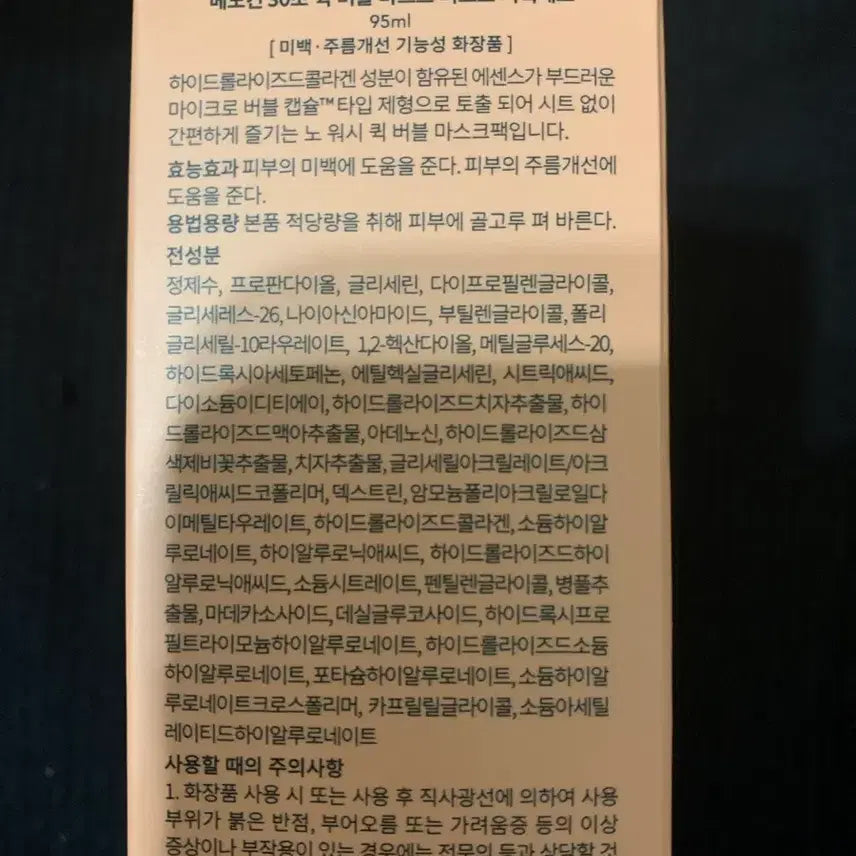 95ml
[ 미백·주름개선 기능성 화장품 ]
하이드롤라이즈드콜라겐 성분이 함유된 에센스가 부드러운
마이크로 버블 캡슐™타입 제형으로 토출 되어 시트 없이
간편하게 즐기는 노 워시 퀵 버블 마스크팩입니다.
효능효과 피부의 미백에 도움을 준다. 피부의 주름개선에
도움을 준다.
용법용량 본품 적당량을 취해 피부에 골고루 펴 바른다.
전성분
정제수, 프로판다이올, 글리세린, 다이프로필렌글라이콜,
글리세레스-26, 나이아신아마이드, 부틸렌글라이콜, 폴리
글리세릴-10라우레이트, 1,2-헥산다이올, 메틸글루세스-20,
하이드록시아세토페논, 에틸헥실글리세린, 시트릭애씨드,
다이소듐이디티에이, 하이드롤라이즈드치자추출물, 하이
드롤라이즈드맥아추출물, 아데노신, 하이드롤라이즈드삼
색제비꽃추출물, 치자추출물, 글리세릴아크릴레이트/아크
릴릭애씨드코폴리머, 덱스트린, 암모늄폴리아크릴로일다
이메틸타우레이트, 하이드롤라이즈드콜라겐, 소듐하이알
루로네이트, 하이알루로닉애씨드, 하이드롤라이즈드하이
알루로닉애씨드, 소듐시트레이트, 펜틸렌글라이콜, 병풀추
출물, 마데카소사이드, 데실글루코사이드, 하이드록시프로
필트라이모늄하이알루로네이트, 하이드롤라이즈드소듐
하이알루로네이트, 포타슘하이알루로네이트, 소듐하이알
루로네이트크로스폴리머, 카프릴릴글라이콜, 소듐아세틸
레이티드하이알루로네이트
사용할 때의 주의사항
1. 화장품 사용 시 또는 사용 후 직사광선에 의하여 사용
부위가 붉은 반점, 부어오름 또는 가려움증 등의 이상
증상이나 부작용이 있는 경우에는 전문의 등과 상담할 것